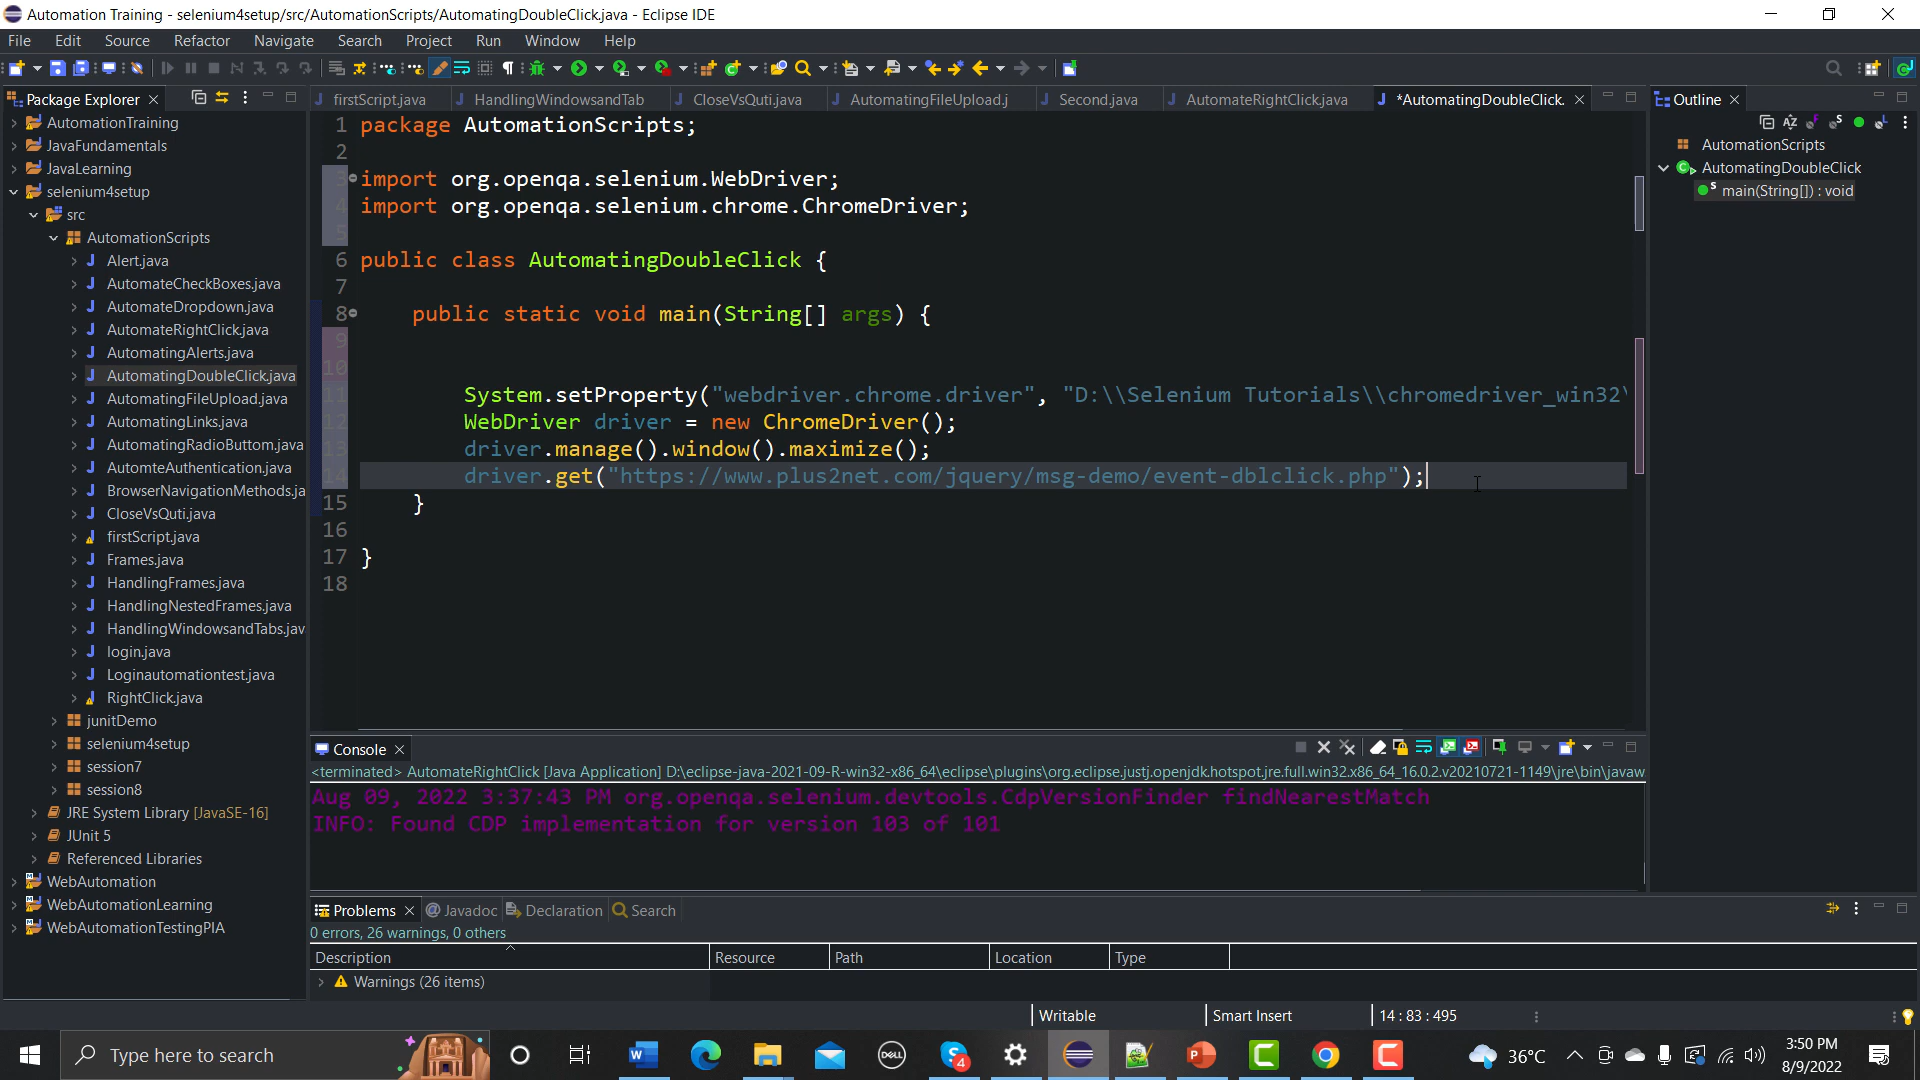 Automation Training - selenium4setup/src/AutomationScripts/AutomatingDoubleClick.java - Eclipse IDE
File Edit Source Refactor Navigate Search Project Run Window Help
Package Explorer
AutomationTraining
JavaFundamentals
JavaLearning
selenium4setup
src
AutomationScripts
Alert.java
AutomateCheckBoxes.java
AutomateDropdown.java
AutomateRightClick.java
AutomatingAlerts.java
AutomatingDoubleClick.java
AutomatingFileUpload.java
AutomatingLinks.java
AutomatingRadioButtom.java
AutomteAuthentication.java
BrowserNavigationMethods.ja
CloseVsQuti.java
firstScript.java
Frames.java
HandlingFrames.java
HandlingNestedFrames.java
HandlingWindowsandTabs.jav
login.java
Loginautomationtest.java
RightClick.java
junitDemo
selenium4setup
session7
session8
JRE System Library [JavaSE-16]
JUnit 5
Referenced Libraries
WebAutomation
WebAutomationLearning
WebAutomationTestingPIA
firstScript.java HandlingWindowsandTab CloseVsQuti.java AutomatingFileUpload.j Second.java AutomateRightClick.java *AutomatingDoubleClick.
1 package AutomationScripts;
2
3 import org.openqa.selenium.WebDriver;
4 import org.openqa.selenium.chrome.ChromeDriver;
5
6 public class AutomatingDoubleClick {
7
8 public static void main(String[] args) {
9
10
11 System.setProperty("webdriver.chrome.driver", "D:\\Selenium Tutorials\\chromedriver_win32\
12 WebDriver driver = new ChromeDriver();
13 driver.manage().window().maximize();
14 driver.get("https://www.plus2net.com/jquery/msg-demo/event-dblclick.php");
15 }
16
17 }
18
Outline
AutomationScripts
AutomatingDoubleClick
main(String[]) : void
Console
<terminated> AutomateRightClick [Java Application] D:\eclipse-java-2021-09-R-win32-x86_64\eclipse\plugins\org.eclipse.justj.openjdk.hotspot.jre.full.win32.x86_64_16.0.2.v20210721-1149\jre\bin\javaw
Aug 09, 2022 3:37:43 PM org.openqa.selenium.devtools.CdpVersionFinder findNearestMatch
INFO: Found CDP implementation for version 103 of 101
Problems @ Javadoc Declaration Search
0 errors, 26 warnings, 0 others
Description Resource Path Location Type
Warnings (26 items)
Writable Smart Insert 14 : 83 : 495
Type here to search
36°C
3:50 PM
8/9/2022